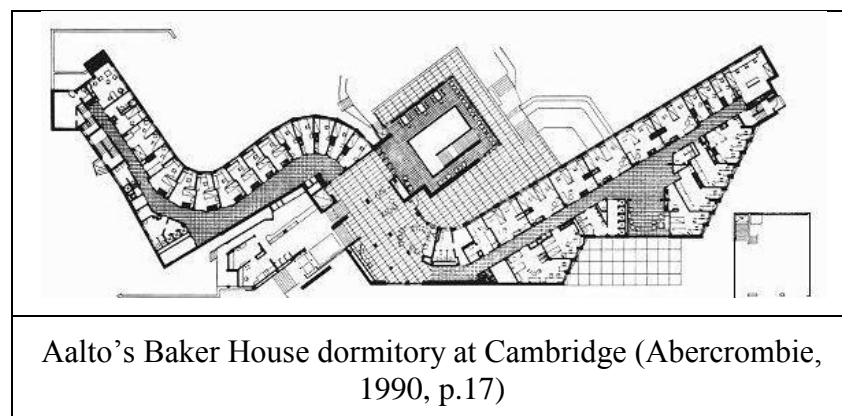 Aalto’s Baker House dormitory at Cambridge (Abercrombie,
1990, p.17)